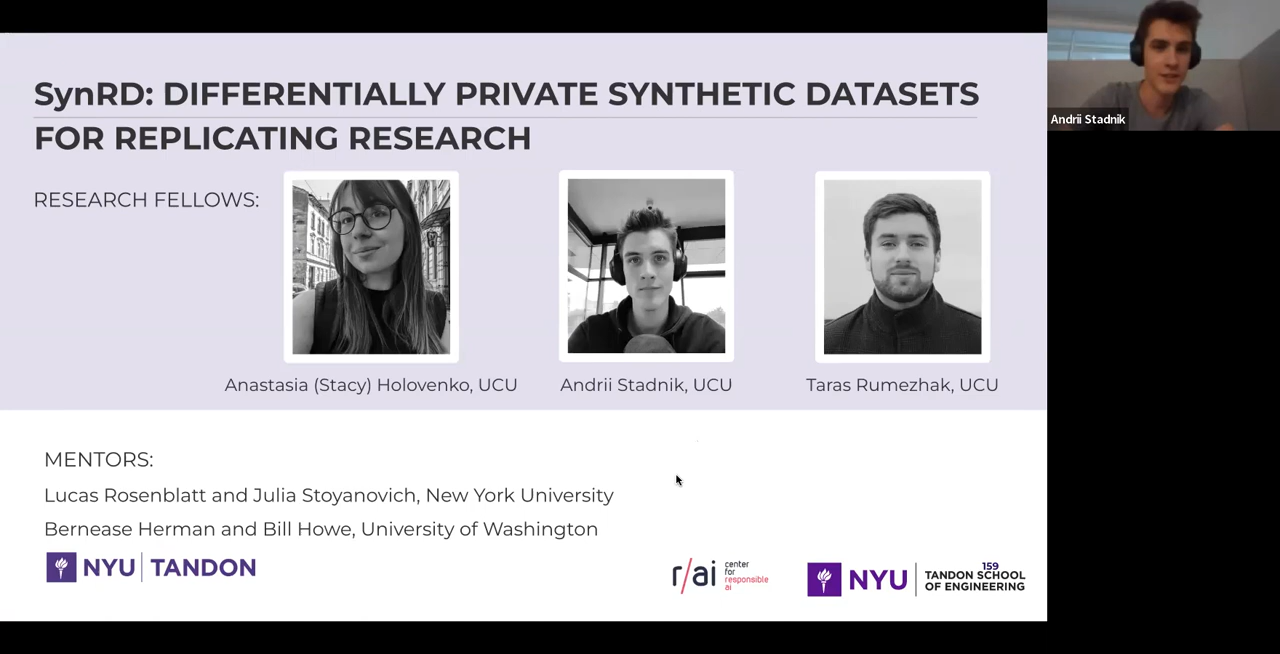 SynRD: DIFFERENTIALLY PRIVATE SYNTHETIC DATASETS
FOR REPLICATING RESEARCH
RESEARCH FELLOWS:
Anastasia (Stacy) Holovenko, UCU
Andrii Stadnik, UCU
Taras Rumezhak, UCU
MENTORS:
Lucas Rosenblatt and Julia Stoyanovich, New York University
Bernease Herman and Bill Howe, University of Washington
NYU TANDON
r/ai
center
for
responsible
ai
NYU
159
TANDON SCHOOL
OF ENGINEERING
Andrii Stadnik